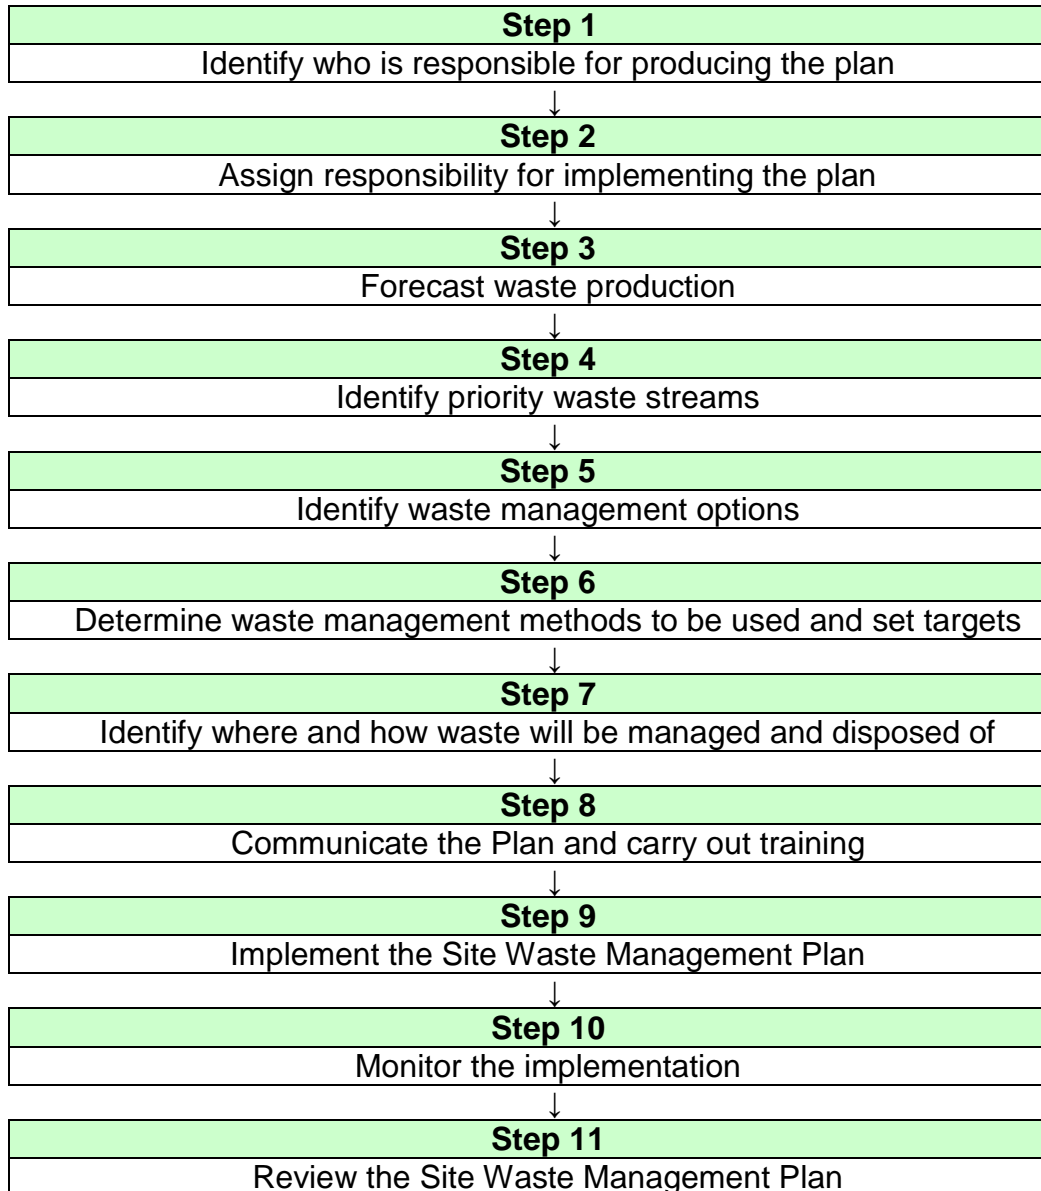 Step 1
Identify who is responsible for producing the plan
↓
Step 2
Assign responsibility for implementing the plan
↓
Step 3
Forecast waste production
↓
Step 4
Identify priority waste streams
↓
Step 5
Identify waste management options
↓
Step 6
Determine waste management methods to be used and set targets
↓
Step 7
Identify where and how waste will be managed and disposed of
↓
Step 8
Communicate the Plan and carry out training
↓
Step 9
Implement the Site Waste Management Plan
↓
Step 10
Monitor the implementation
↓
Step 11
Review the Site Waste Management Plan